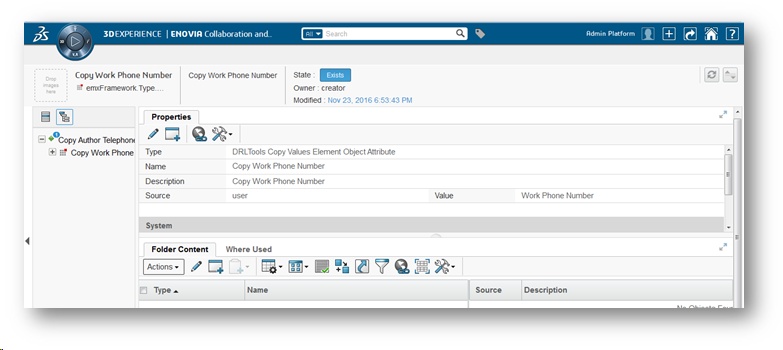 3DEXPERIENCE | ENOVIA Collaboration and..
All
Search
Admin Platform
Drop images here
Copy Work Phone Number
emxFramework.Type....
Copy Work Phone Number
State : Exists
Owner : creator
Modified : Nov 23, 2016 6:53:43 PM
Copy Author Telephone
Copy Work Phone
Properties
Type DRLTools Copy Values Element Object Attribute
Name Copy Work Phone Number
Description Copy Work Phone Number
Source user Value Work Phone Number
System
Folder Content Where Used
Actions
Type Name Source Description